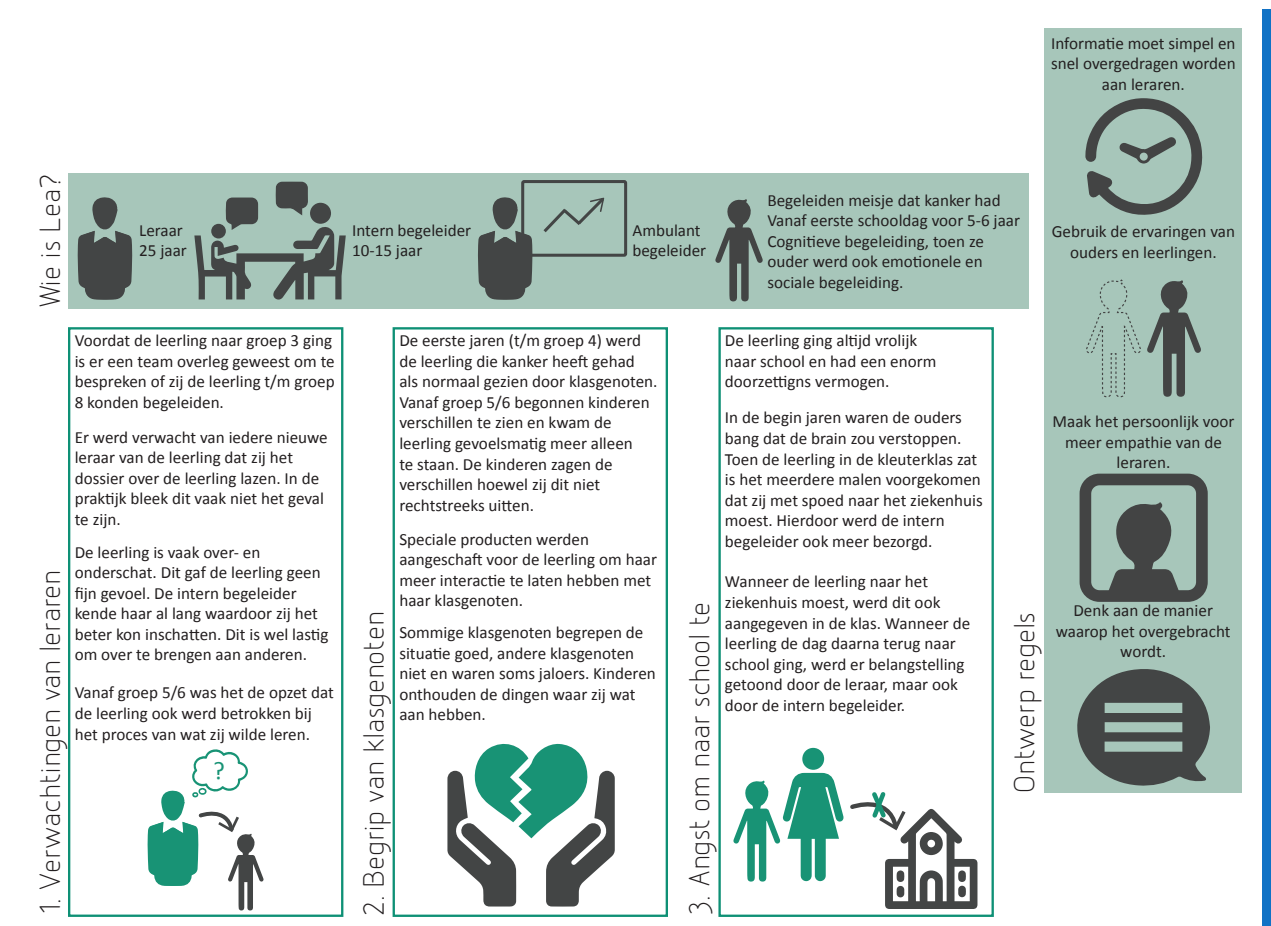 Wie is Lea?
Leraar
25 jaar
Intern begeleider
10-15 jaar
Ambulant
begeleider
Begeleiden meisje dat kanker had
Vanaf eerste schooldag voor 5-6 jaar
Cognitieve begeleiding, toen ze
ouder werd ook emotionele en
sociale begeleiding.
1. Verwachtingen van leraren
Voordat de leerling naar groep 3 ging
is er een team overleg geweest om te
bespreken of zij de leerling t/m groep
8 konden begeleiden.
Er werd verwacht van iedere nieuwe
leraar van de leerling dat zij het
dossier over de leerling lazen. In de
praktijk bleek dit vaak niet het geval
te zijn.
De leerling is vaak over- en
onderschat. Dit gaf de leerling geen
fijn gevoel. De intern begeleider
kende haar al lang waardoor zij het
beter kon inschatten. Dit is wel lastig
om over te brengen aan anderen.
Vanaf groep 5/6 was het de opzet dat
de leerling ook werd betrokken bij
het proces van wat zij wilde leren.
?
2. Begrip van klasgenoten
De eerste jaren (t/m groep 4) werd
de leerling die kanker heeft gehad
als normaal gezien door klasgenoten.
Vanaf groep 5/6 begonnen kinderen
verschillen te zien en kwam de
leerling gevoelsmatig meer alleen
te staan. De kinderen zagen de
verschillen hoewel zij dit niet
rechtstreeks uitten.
Speciale producten werden
aangeschaft voor de leerling om haar
meer interactie te laten hebben met
haar klasgenoten.
Sommige klasgenoten begrepen de
situatie goed, andere klasgenoten
niet en waren soms jaloers. Kinderen
onthouden de dingen waar zij wat
aan hebben.
3. Angst om naar school te
De leerling ging altijd vrolijk
naar school en had een enorm
doorzettigns vermogen.
In de begin jaren waren de ouders
bang dat de brain zou verstoppen.
Toen de leerling in de kleuterklas zat
is het meerdere malen voorgekomen
dat zij met spoed naar het ziekenhuis
moest. Hierdoor werd de intern
begeleider ook meer bezorgd.
Wanneer de leerling naar het
ziekenhuis moest, werd dit ook
aangegeven in de klas. Wanneer de
leerling de dag daarna terug naar
school ging, werd er belangstelling
getoond door de leraar, maar ook
door de intern begeleider.
Ontwerp regels
Informatie moet simpel en
snel overgedragen worden
aan leraren.
Gebruik de ervaringen van
ouders en leerlingen.
Maak het persoonlijk voor
meer empathie van de
leraren.
Denk aan de manier
waarop het overgebracht
wordt.